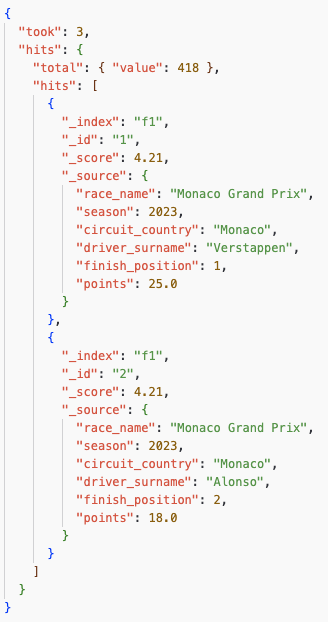 {
  "took": 3,
  "hits": {
    "total": { "value": 418 },
    "hits": [
      {
        "_index": "f1",
        "_id": "1",
        "_score": 4.21,
        "_source": {
          "race_name": "Monaco Grand Prix",
          "season": 2023,
          "circuit_country": "Monaco",
          "driver_surname": "Verstappen",
          "finish_position": 1,
          "points": 25.0
        }
      },
      {
        "_index": "f1",
        "_id": "2",
        "_score": 4.21,
        "_source": {
          "race_name": "Monaco Grand Prix",
          "season": 2023,
          "circuit_country": "Monaco",
          "driver_surname": "Alonso",
          "finish_position": 2,
          "points": 18.0
        }
      }
    ]
  }
}